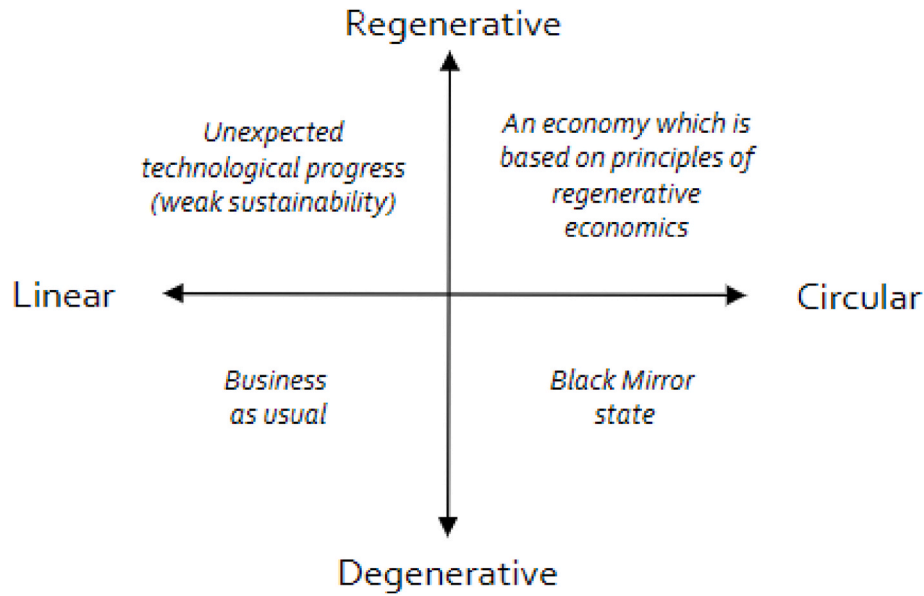 Regenerative
Unexpected
technological progress
(weak sustainability)
An economy which is
based on principles of
regenerative
economics
Linear
Circular
Business
as usual
Black Mirror
state
Degenerative